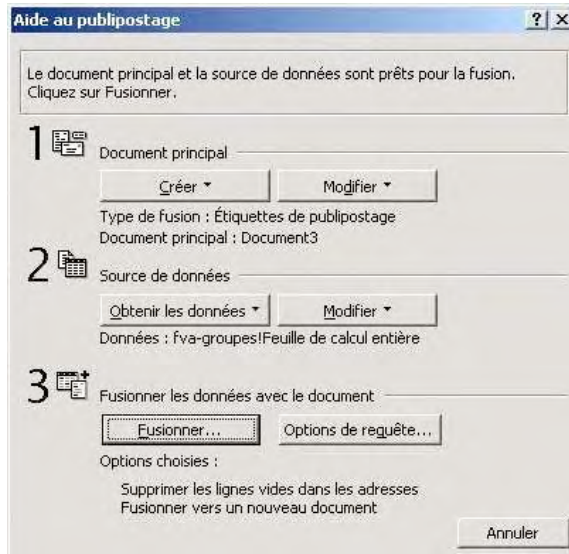 Aide au publipostage
Le document principal et la source de données sont prêts pour la fusion.
Cliquez sur Fusionner.
1 Document principal
Créer Modifier
Type de fusion : Étiquettes de publipostage
Document principal : Document3
2 Source de données
Obtenir les données Modifier
Données : fva-groupes!Feuille de calcul entière
3 Fusionner les données avec le document
Fusionner... Options de requête...
Options choisies :
Supprimer les lignes vides dans les adresses
Fusionner vers un nouveau document
Annuler